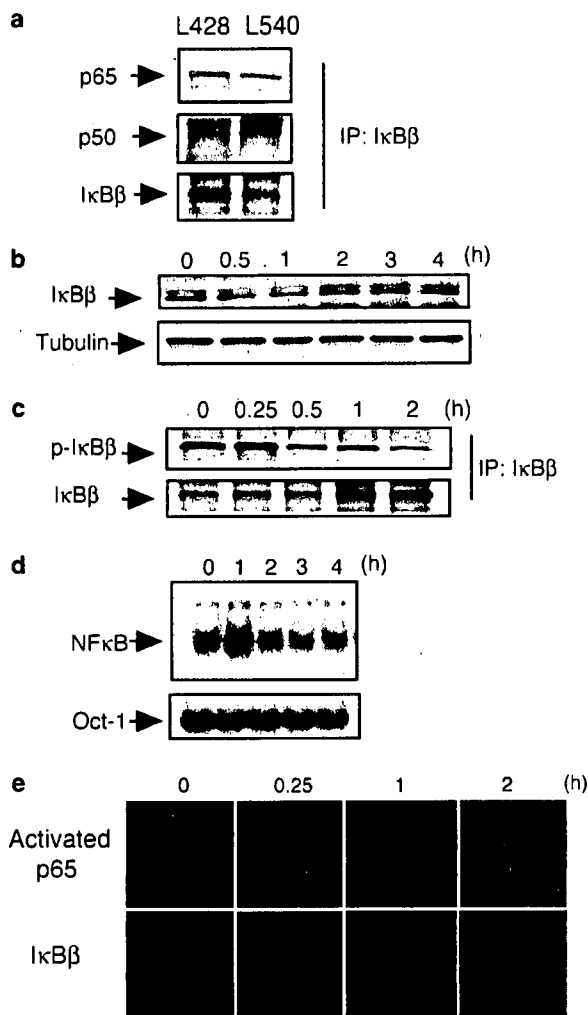 a
L428 L540
p65
p50
IκBβ
IP: IκBβ
b
0 0.5 1 2 3 4 (h)
IκBβ
Tubulin
c
0 0.25 0.5 1 2 (h)
p-IκBβ
IκBβ
IP: IκBβ
d
0 1 2 3 4 (h)
NFκB
Oct-1
e
0 0.25 1 2 (h)
Activated
p65
IκBβ